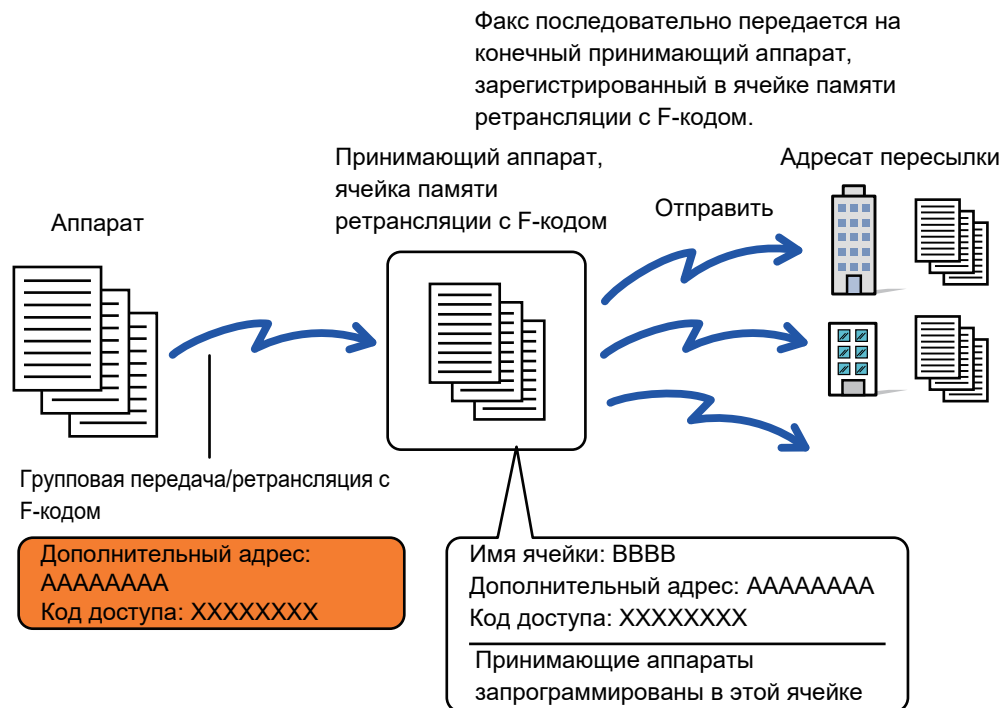 Факс последовательно передается на
конечный принимающий аппарат,
зарегистрированный в ячейке памяти
ретрансляции с F-кодом.
Принимающий аппарат,
ячейка памяти
ретрансляции с F-кодом
Адресат пересылки
Отправить
Аппарат
Групповая передача/ретрансляция с
F-кодом
Дополнительный адрес:
AAAAAAAA
Код доступа: XXXXXXXX
Имя ячейки: BBBB
Дополнительный адрес: AAAAAAAA
Код доступа: XXXXXXXX
Принимающие аппараты
запрограммированы в этой ячейке